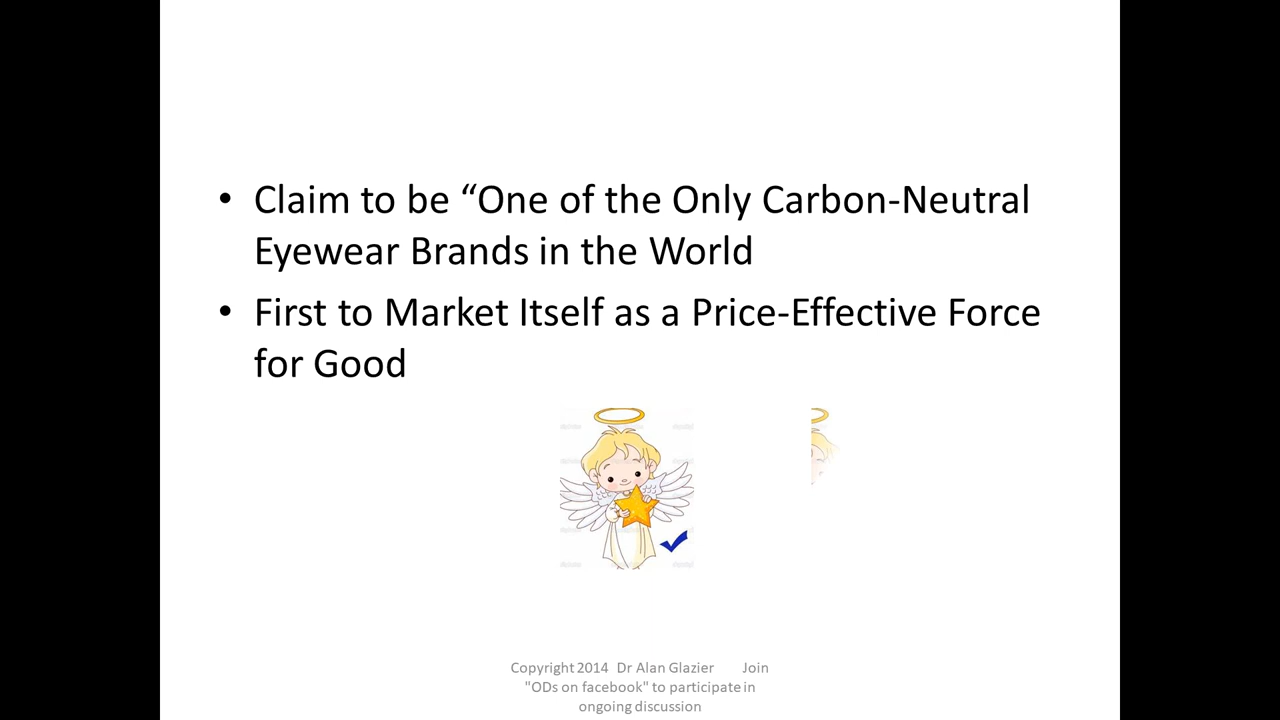 • Claim to be “One of the Only Carbon-Neutral
Eyewear Brands in the World
• First to Market Itself as a Price-Effective Force
for Good
Copyright 2014 Dr Alan Glazier Join
"ODs on facebook" to participate in
ongoing discussion